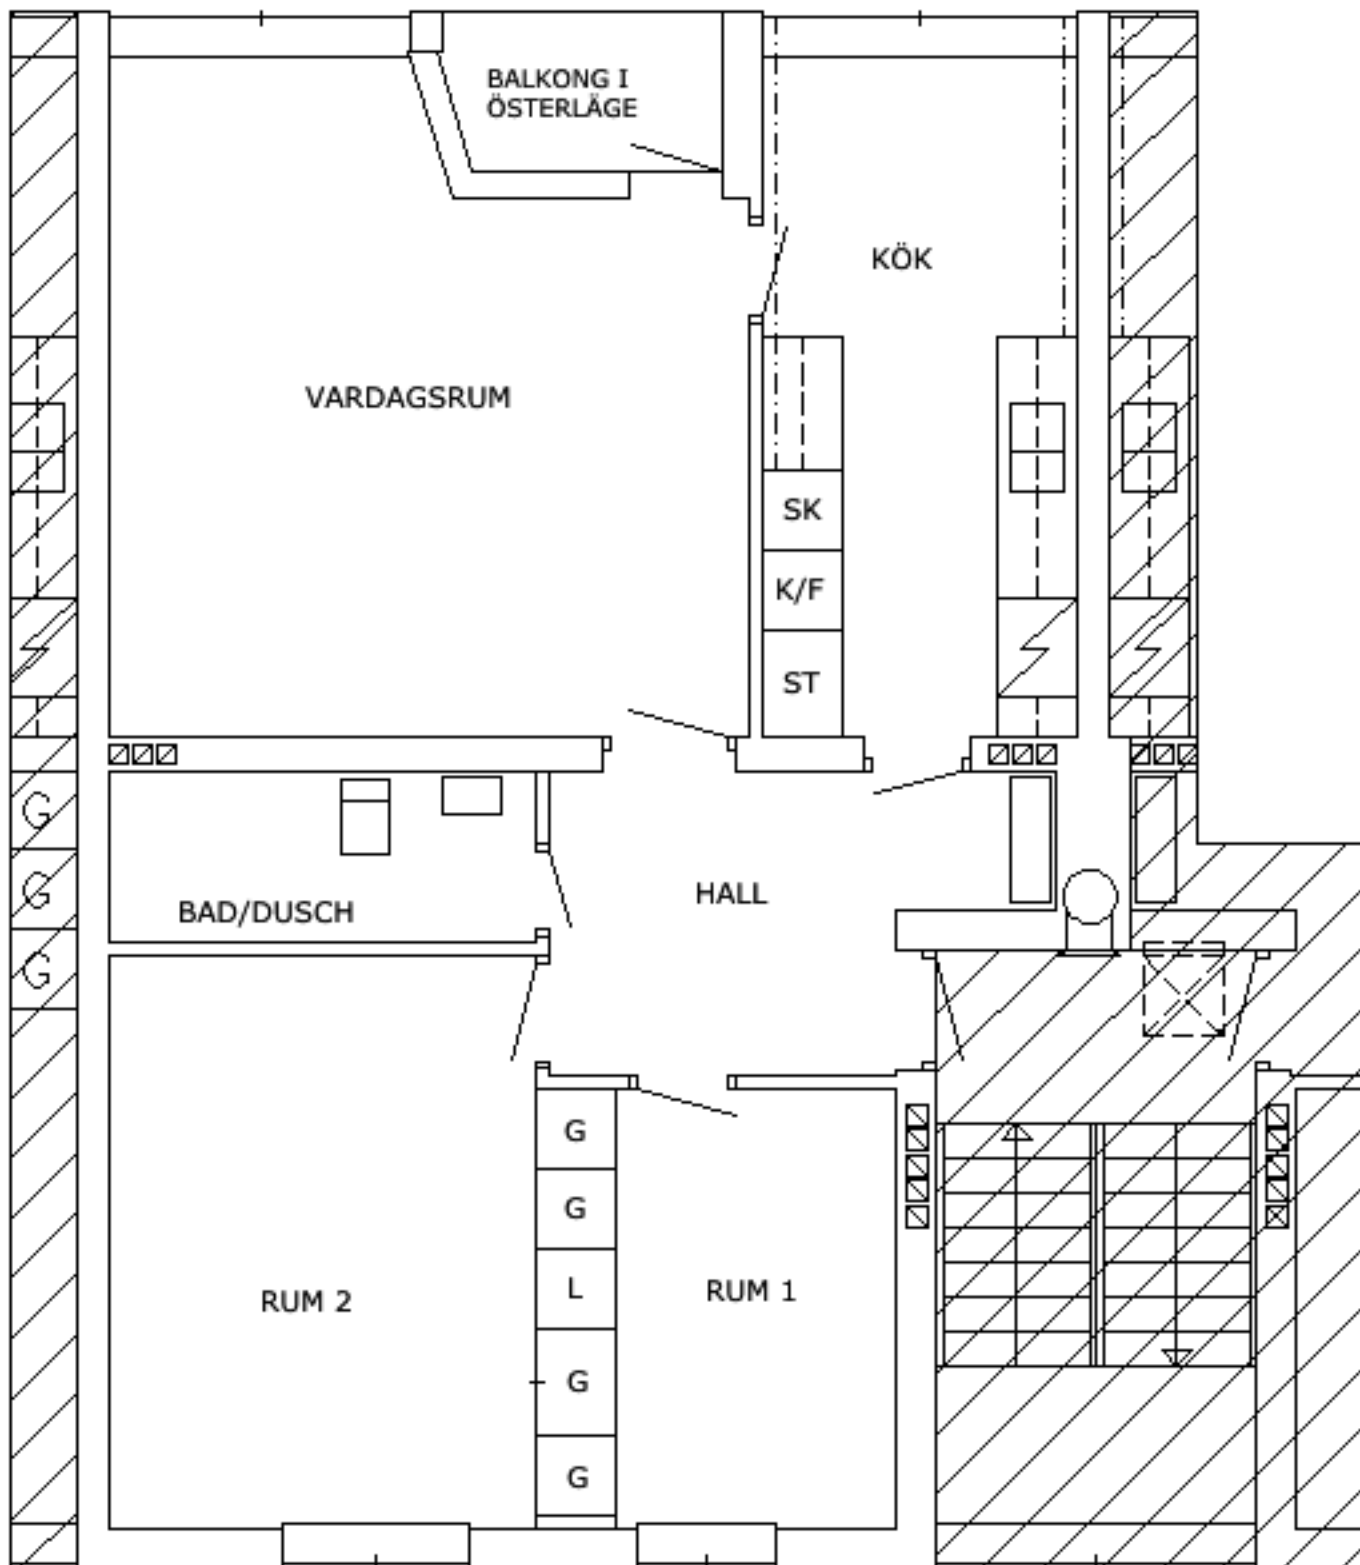 BALKONG I
ÖSTERLÄGE
KÖK
VARDAGSRUM
SK
K/F
ST
G
G
G
BAD/DUSCH
HALL
G
G
L
G
G
RUM 2
RUM 1